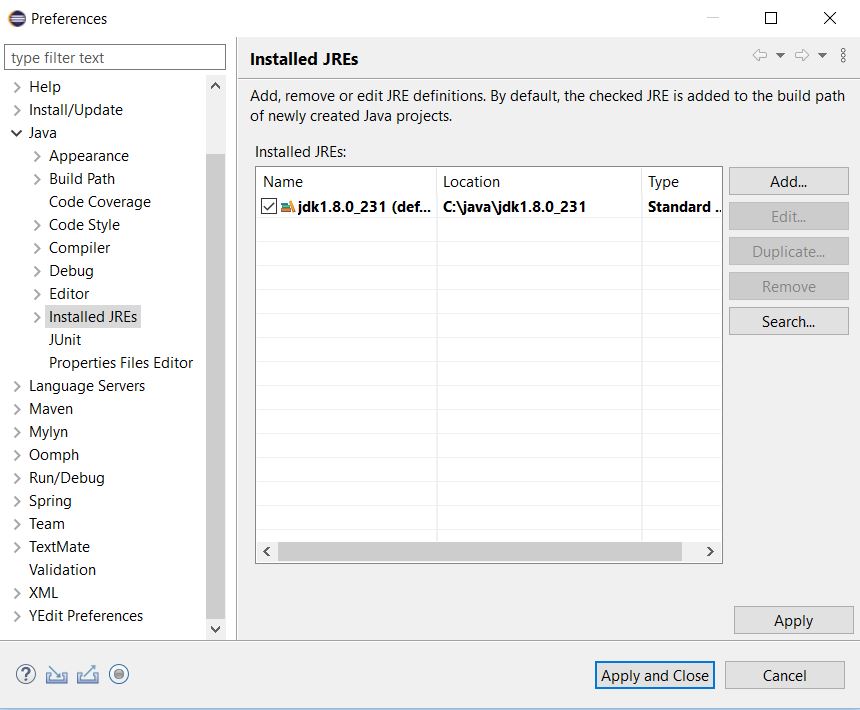 Preferences
type filter text
Help
Install/Update
Java
Appearance
Build Path
Code Coverage
Code Style
Compiler
Debug
Editor
Installed JREs
JUnit
Properties Files Editor
Language Servers
Maven
Mylyn
Oomph
Run/Debug
Spring
Team
TextMate
Validation
XML
YEdit Preferences
Installed JREs
Add, remove or edit JRE definitions. By default, the checked JRE is added to the build path
of newly created Java projects.
Installed JREs:
Name Location Type
jdk1.8.0_231 (def... C:\java\jdk1.8.0_231 Standard ..
Add...
Edit...
Duplicate...
Remove
Search...
Apply
?
Apply and Close Cancel